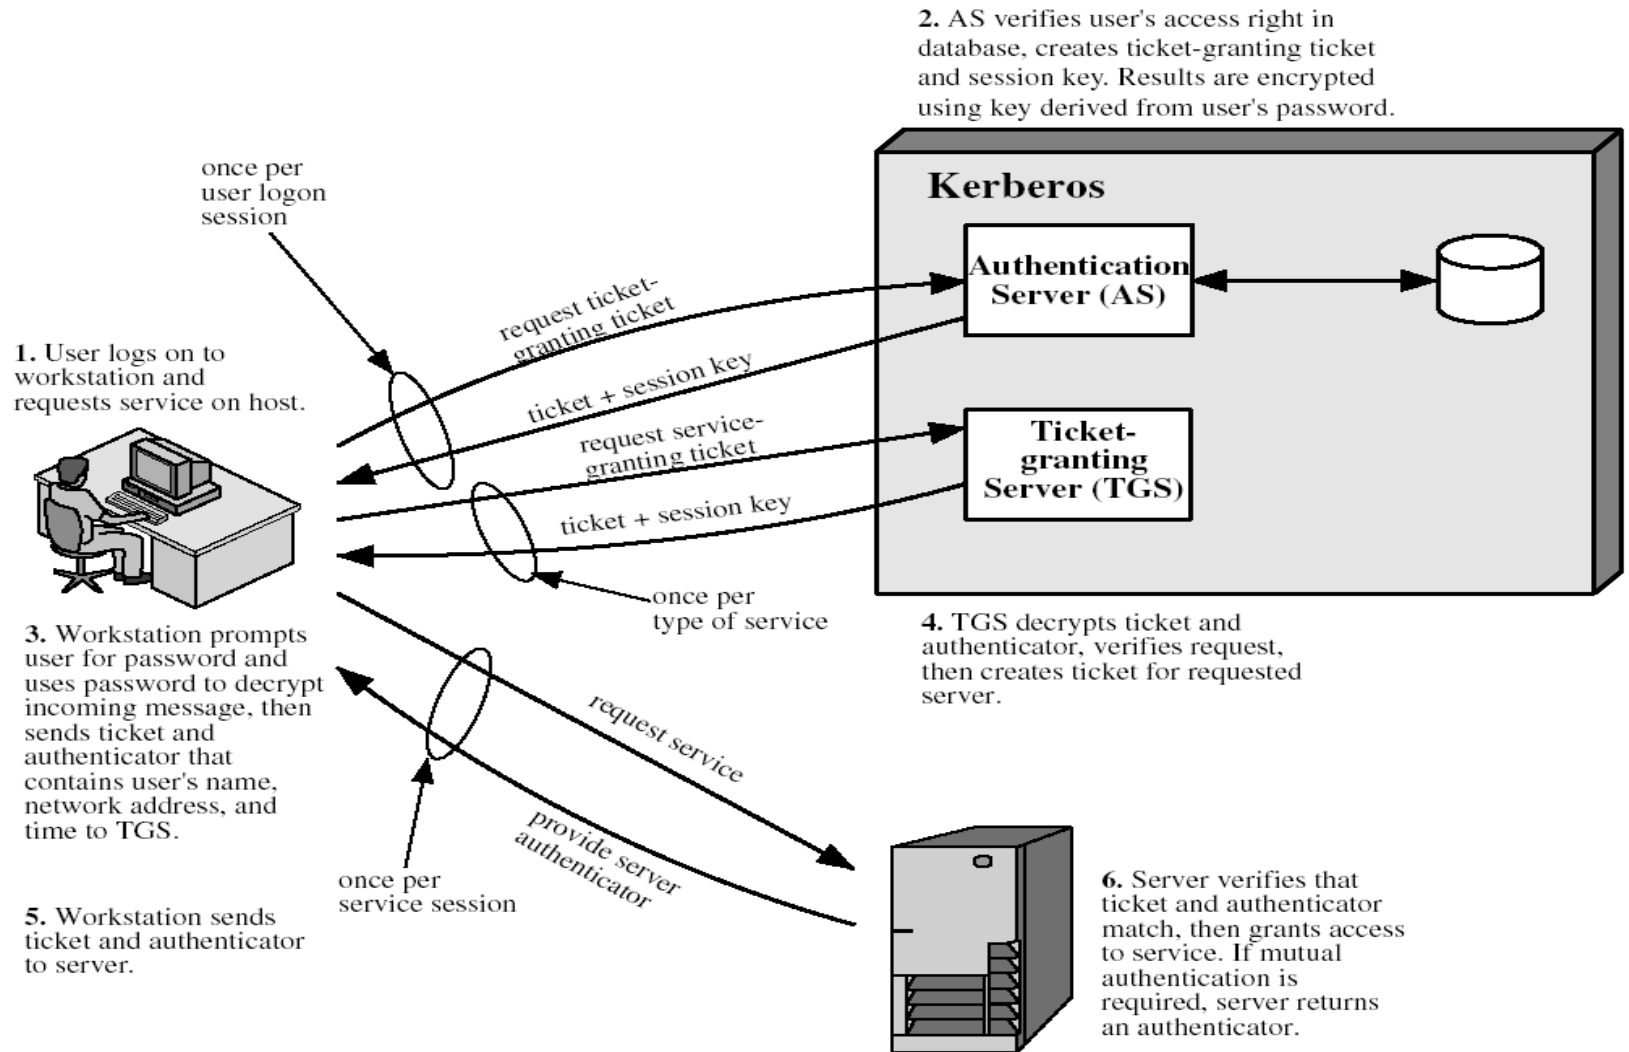 2. AS verifies user's access right in
database, creates ticket-granting ticket
and session key. Results are encrypted
using key derived from user's password.
once per
user logon
session
Kerberos
Authentication
Server (AS)
request ticket-
granting ticket
1. User logs on to
workstation and
requests service on host.
ticket + session key
request service-
granting ticket
Ticket-
granting
Server (TGS)
ticket + session key
once per
type of service
3. Workstation prompts
user for password and
uses password to decrypt
incoming message, then
sends ticket and
authenticator that
contains user's name,
network address, and
time to TGS.
4. TGS decrypts ticket and
authenticator, verifies request,
then creates ticket for requested
server.
request service
provide server
authenticator
once per
service session
5. Workstation sends
ticket and authenticator
to server.
6. Server verifies that
ticket and authenticator
match, then grants access
to service. If mutual
authentication is
required, server returns
an authenticator.